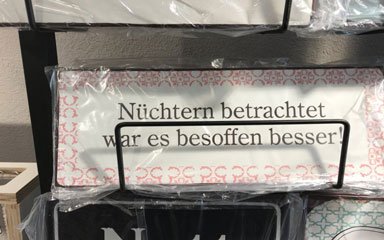 Nüchtern betrachtet
war es besoffen besser!